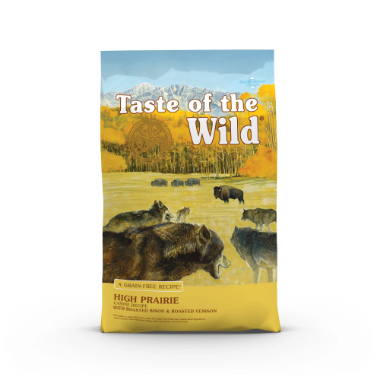 Taste of the
Wild
A GRAIN-FREE RECIPE
HIGH PRAIRIE
CANINE RECIPE
WITH ROASTED BISON & ROASTED VENISON